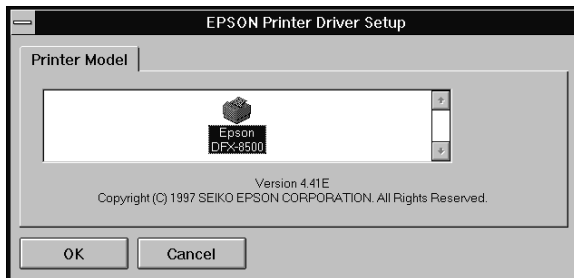 EPSON Printer Driver Setup
Printer Model
Epson
DFX-8500
Version 4.41E
Copyright (C) 1997 SEIKO EPSON CORPORATION. All Rights Reserved.
OK
Cancel